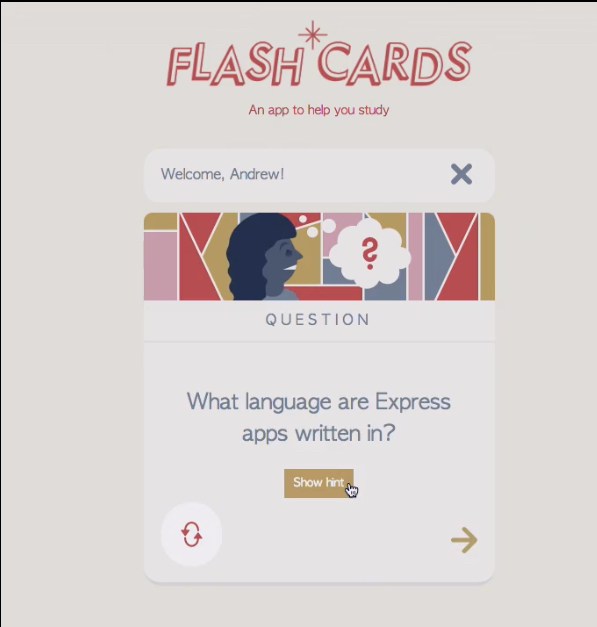 FLASH CARDS
An app to help you study
Welcome, Andrew!
?
QUESTION
What language are Express
apps written in?
Show hint